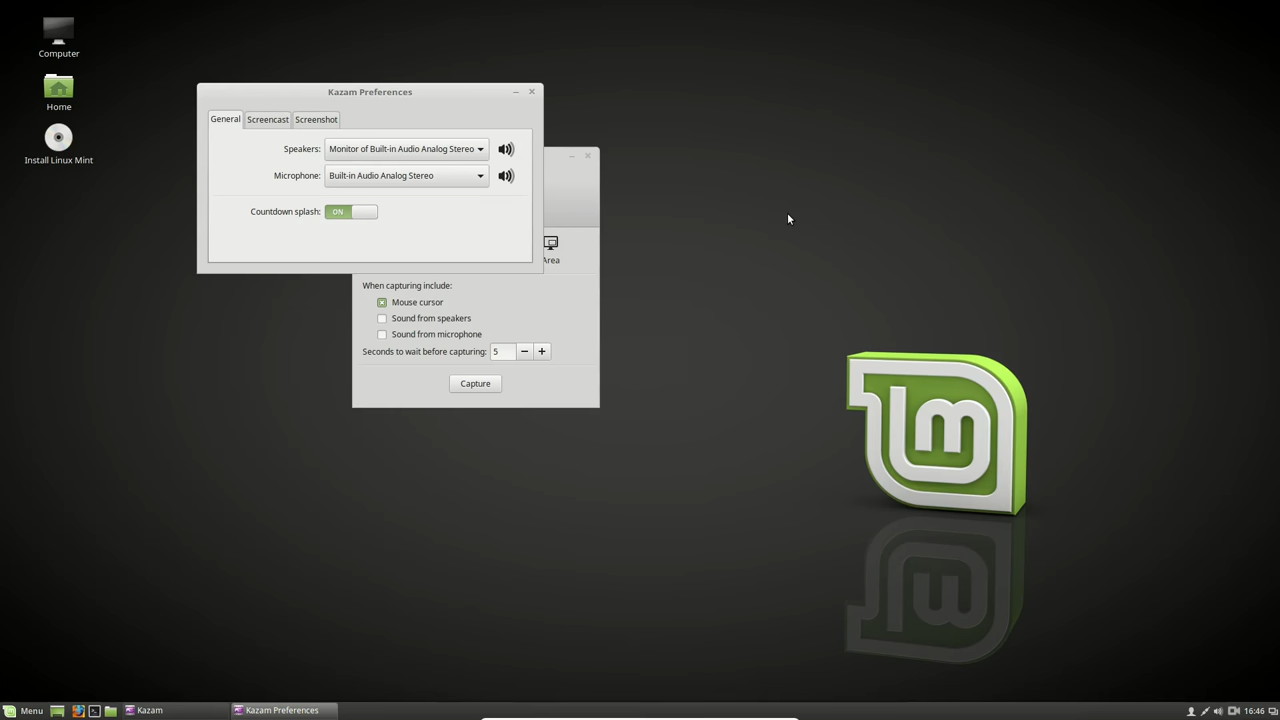 Computer
Home
Install Linux Mint
Kazam Preferences
General Screencast Screenshot
Speakers: Monitor of Built-in Audio Analog Stereo
Microphone: Built-in Audio Analog Stereo
Countdown splash: ON
Area
When capturing include:
Mouse cursor
Sound from speakers
Sound from microphone
Seconds to wait before capturing: 5
Capture
lm
Menu Kazam Kazam Preferences 16:46